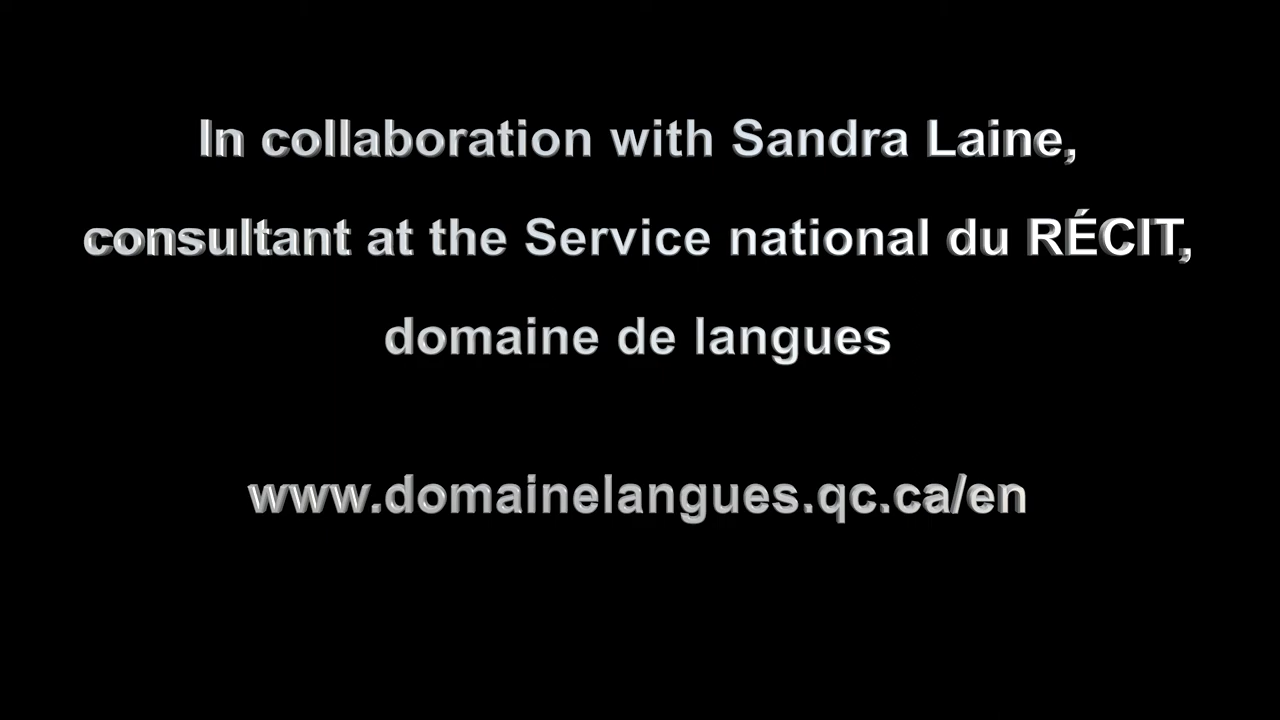 In collaboration with Sandra Laine,
consultant at the Service national du RÉCIT,
domaine de langues
www.domainelangues.qc.ca/en